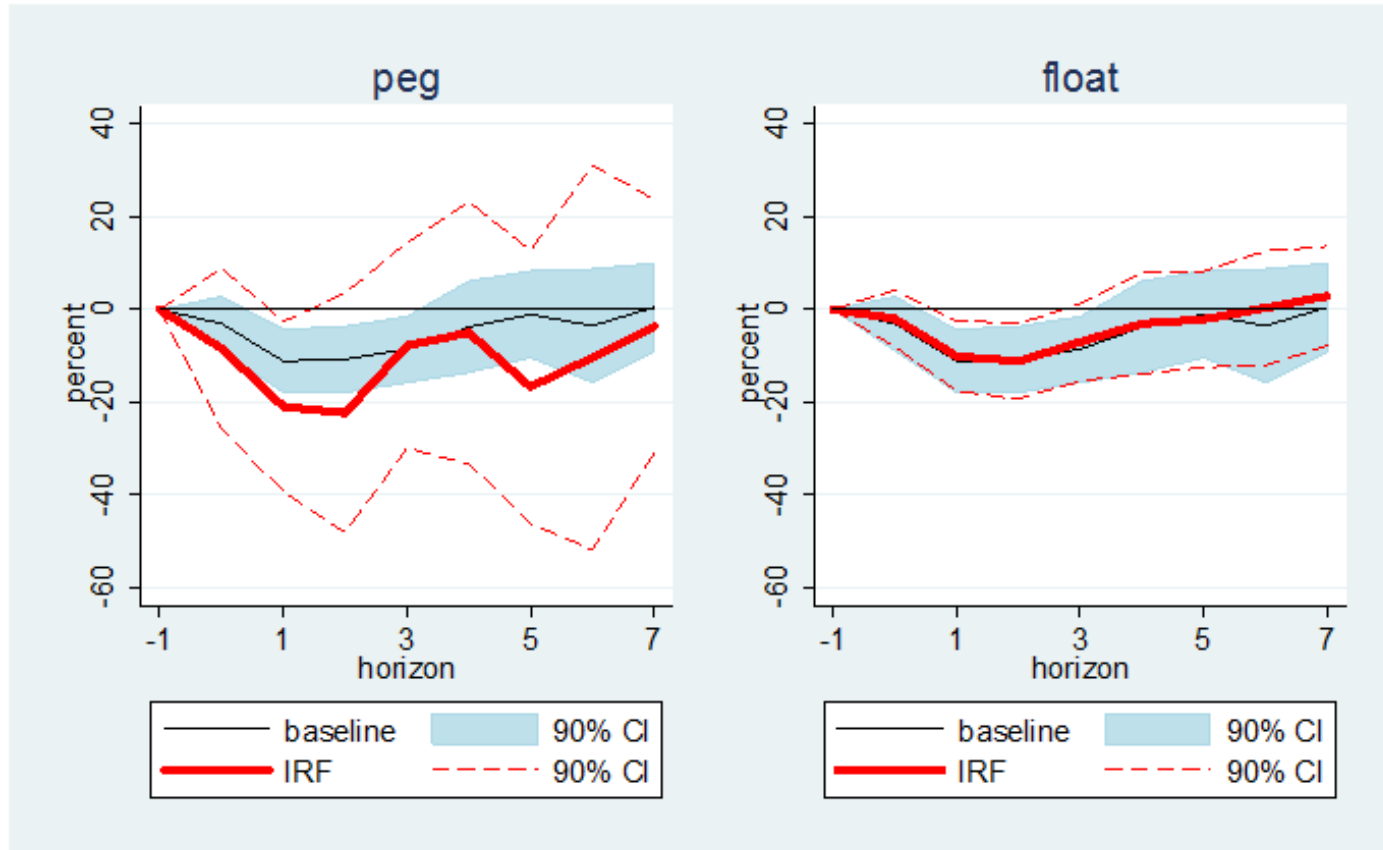 peg
40
20
0
-20
-40
-60
percent
-1 1 3 5 7
horizon
baseline 90% CI
IRF 90% CI
float
40
20
0
-20
-40
-60
percent
-1 1 3 5 7
horizon
baseline 90% CI
IRF 90% CI